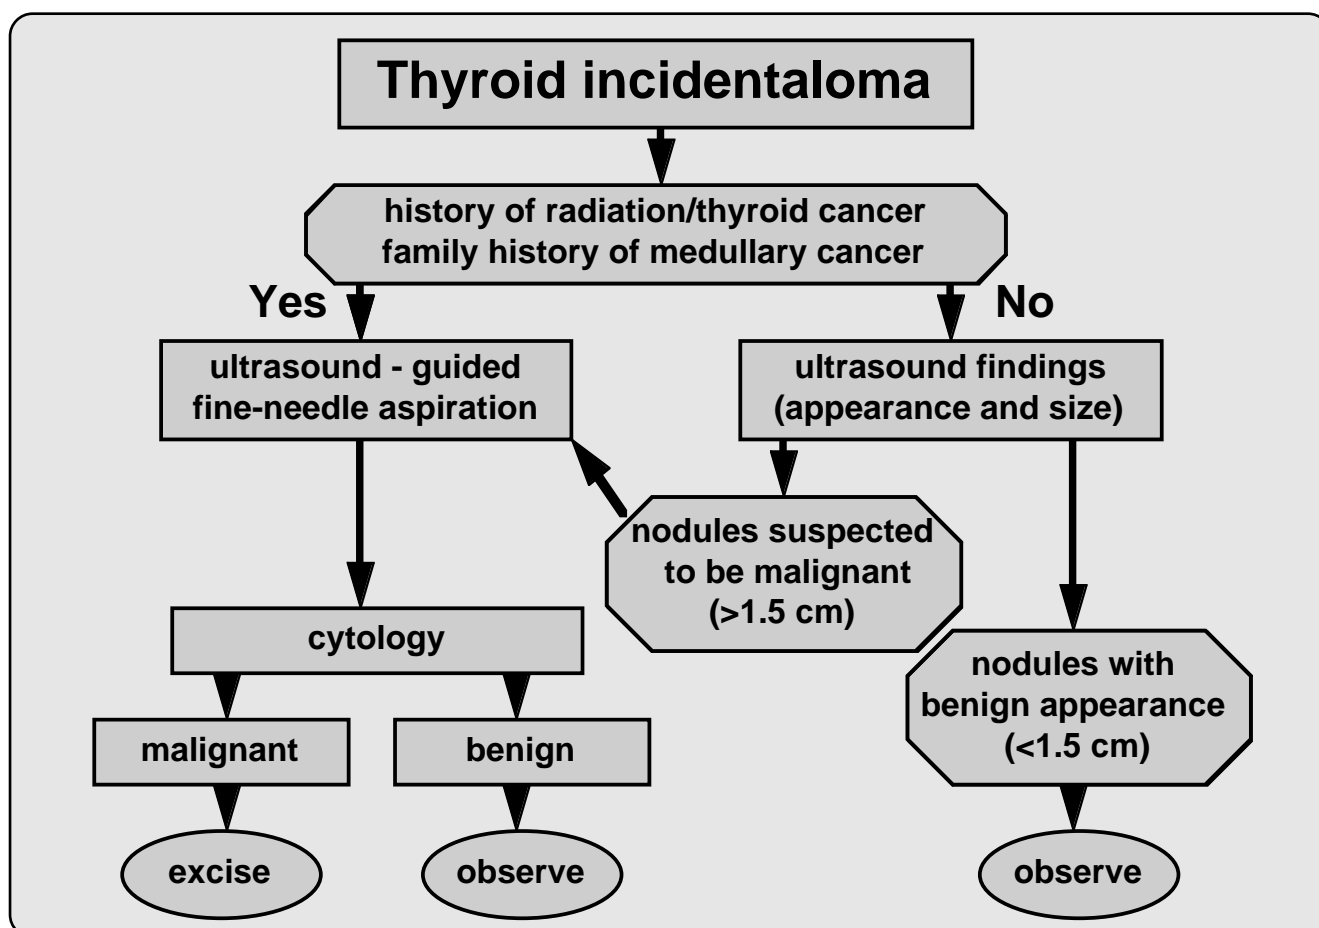 Thyroid incidentaloma
history of radiation/thyroid cancer
family history of medullary cancer
Yes
No
ultrasound - guided
fine-needle aspiration
ultrasound findings
(appearance and size)
nodules suspected
to be malignant
(>1.5 cm)
cytology
nodules with
benign appearance
(<1.5 cm)
malignant
benign
excise
observe
observe